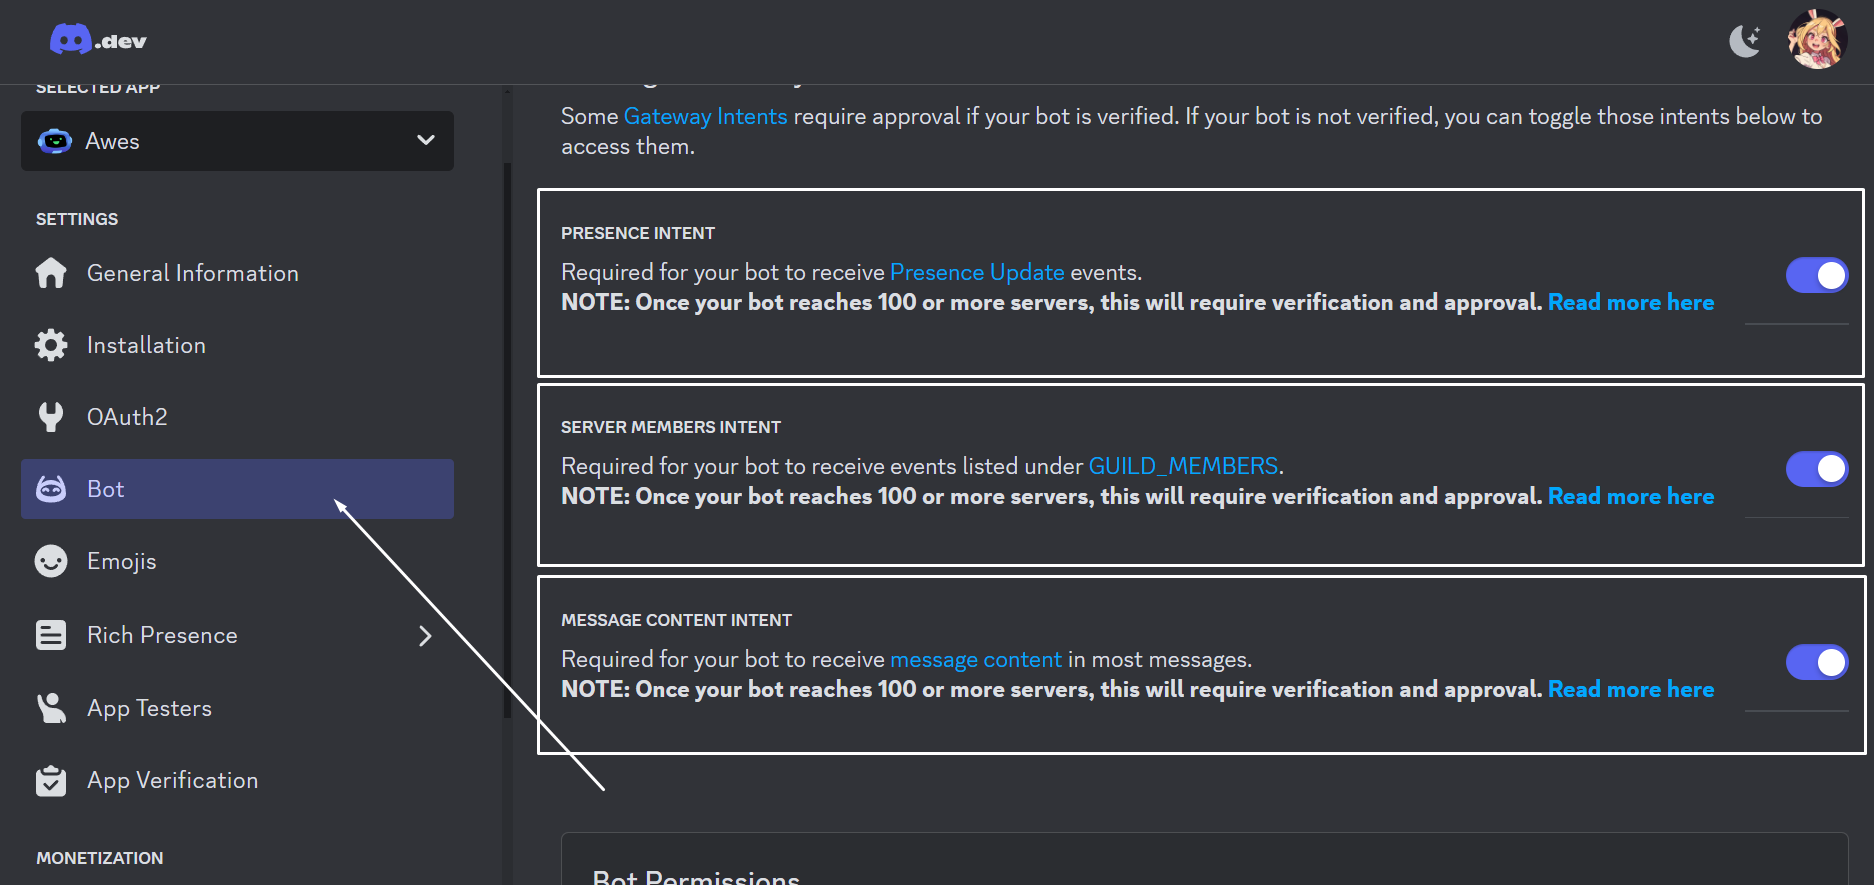 .dev
SELECTED APP
Awes
SETTINGS
General Information
Installation
OAuth2
Bot
Emojis
Rich Presence
App Testers
App Verification
MONETIZATION
Some Gateway Intents require approval if your bot is verified. If your bot is not verified, you can toggle those intents below to
access them.
PRESENCE INTENT
Required for your bot to receive Presence Update events.
NOTE: Once your bot reaches 100 or more servers, this will require verification and approval. Read more here
SERVER MEMBERS INTENT
Required for your bot to receive events listed under GUILD_MEMBERS.
NOTE: Once your bot reaches 100 or more servers, this will require verification and approval. Read more here
MESSAGE CONTENT INTENT
Required for your bot to receive message content in most messages.
NOTE: Once your bot reaches 100 or more servers, this will require verification and approval. Read more here
Bot Permissions